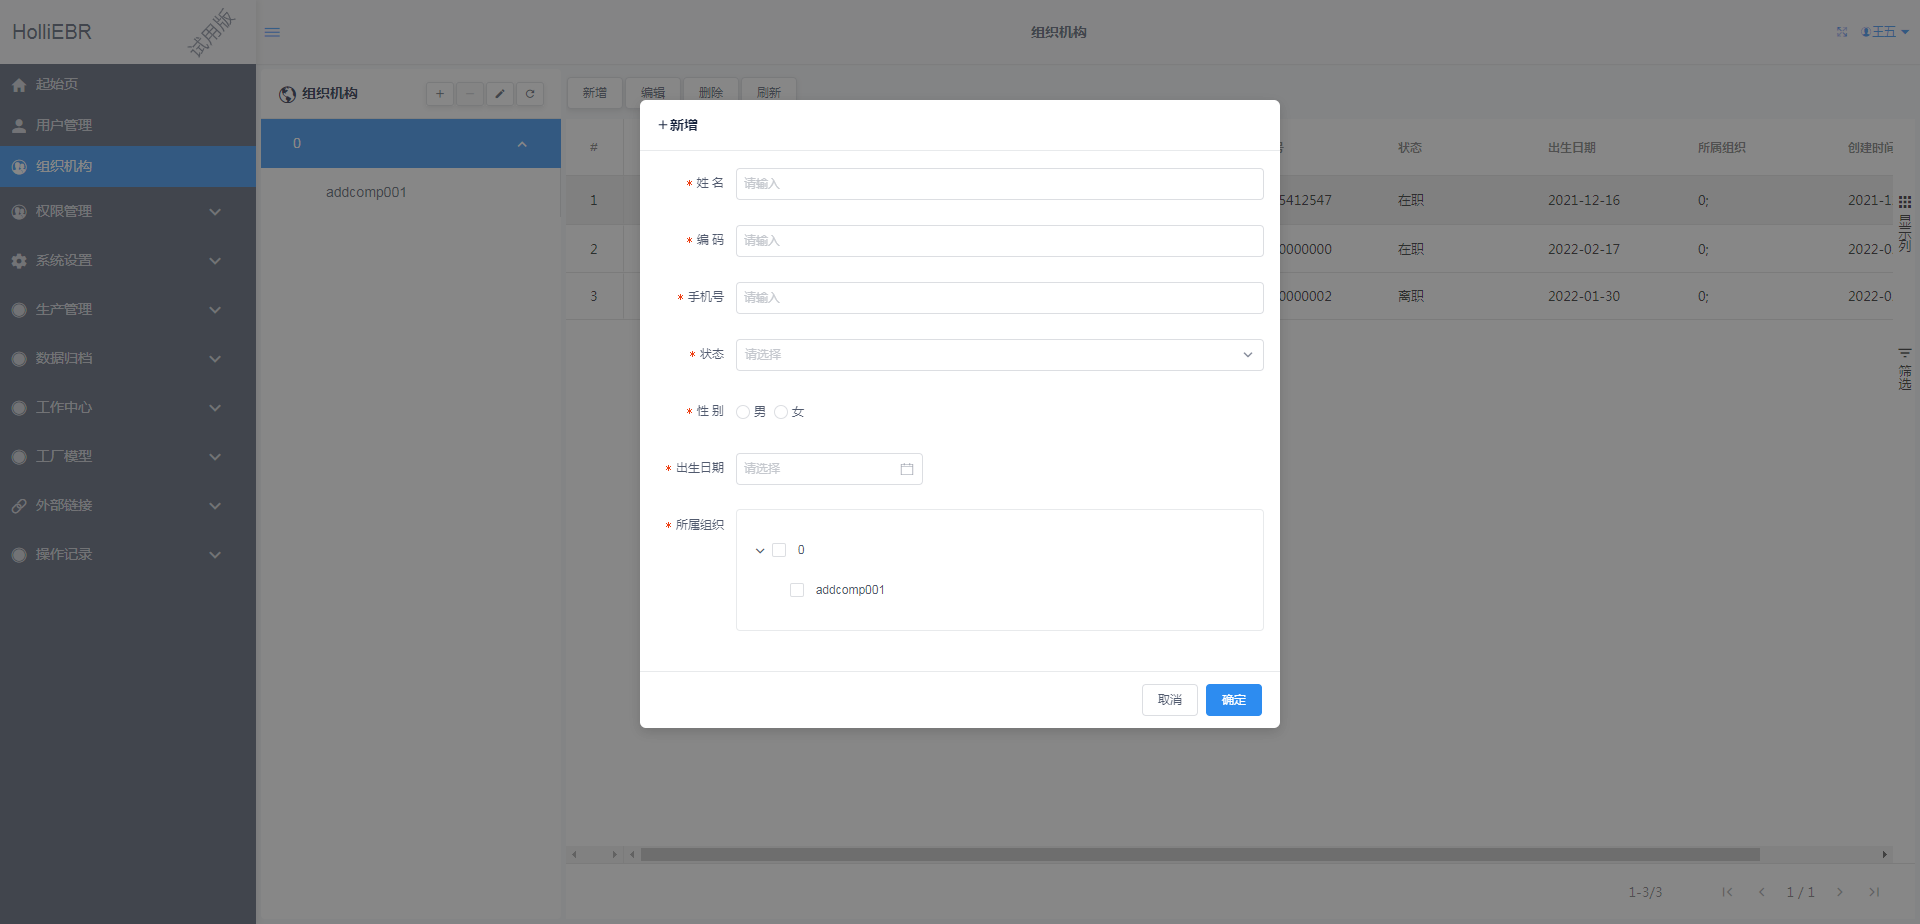 HolliEBR
试用版
组织机构
王五
起始页
用户管理
组织机构
权限管理
系统设置
生产管理
数据归档
工作中心
工厂模型
外部链接
操作记录
组织机构
0
addcomp001
新增 编辑 删除 刷新
# 状态 出生日期 所属组织 创建时间
1 5412547 在职 2021-12-16 0; 2021-1
2 0000000 在职 2022-02-17 0; 2022-0
3 0000002 离职 2022-01-30 0; 2022-0
显示列
筛选
1-3/3 1 / 1
+新增
* 姓 名 请输入
* 编 码 请输入
* 手机号 请输入
* 状态 请选择
* 性 别 男 女
* 出生日期 请选择
* 所属组织
0
addcomp001
取消 确定